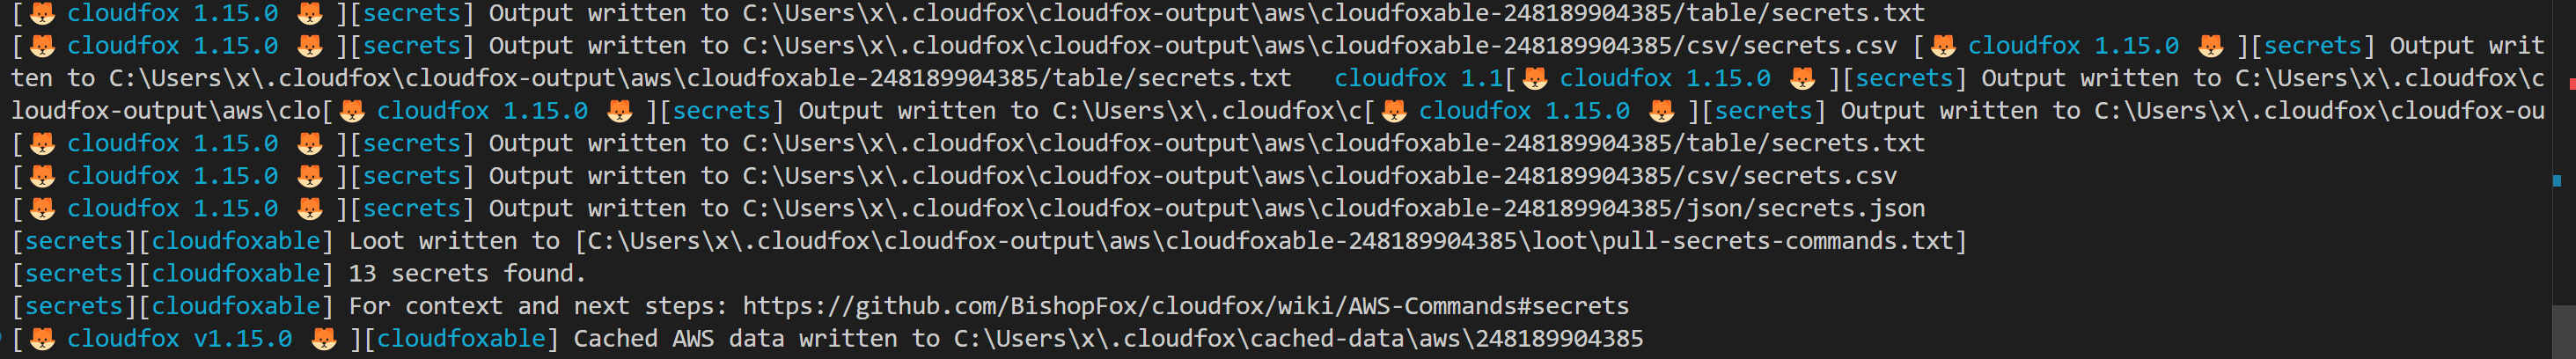 [🦊 cloudfox 1.15.0 🦊 ][secrets] Output written to C:\Users\x\.cloudfox\cloudfox-output\aws\cloudfoxable-248189904385/table/secrets.txt
[🦊 cloudfox 1.15.0 🦊 ][secrets] Output written to C:\Users\x\.cloudfox\cloudfox-output\aws\cloudfoxable-248189904385/csv/secrets.csv [🦊 cloudfox 1.15.0 🦊 ][secrets] Output writ
ten to C:\Users\x\.cloudfox\cloudfox-output\aws\cloudfoxable-248189904385/table/secrets.txt   cloudfox 1.1[🦊 cloudfox 1.15.0 🦊 ][secrets] Output written to C:\Users\x\.cloudfox\c
loudfox-output\aws\clo[🦊 cloudfox 1.15.0 🦊 ][secrets] Output written to C:\Users\x\.cloudfox\c[🦊 cloudfox 1.15.0 🦊 ][secrets] Output written to C:\Users\x\.cloudfox\cloudfox-ou
[🦊 cloudfox 1.15.0 🦊 ][secrets] Output written to C:\Users\x\.cloudfox\cloudfox-output\aws\cloudfoxable-248189904385/table/secrets.txt
[🦊 cloudfox 1.15.0 🦊 ][secrets] Output written to C:\Users\x\.cloudfox\cloudfox-output\aws\cloudfoxable-248189904385/csv/secrets.csv
[🦊 cloudfox 1.15.0 🦊 ][secrets] Output written to C:\Users\x\.cloudfox\cloudfox-output\aws\cloudfoxable-248189904385/json/secrets.json
[secrets][cloudfoxable] Loot written to [C:\Users\x\.cloudfox\cloudfox-output\aws\cloudfoxable-248189904385\loot\pull-secrets-commands.txt]
[secrets][cloudfoxable] 13 secrets found.
[secrets][cloudfoxable] For context and next steps: https://github.com/BishopFox/cloudfox/wiki/AWS-Commands#secrets
[🦊 cloudfox v1.15.0 🦊 ][cloudfoxable] Cached AWS data written to C:\Users\x\.cloudfox\cached-data\aws\248189904385